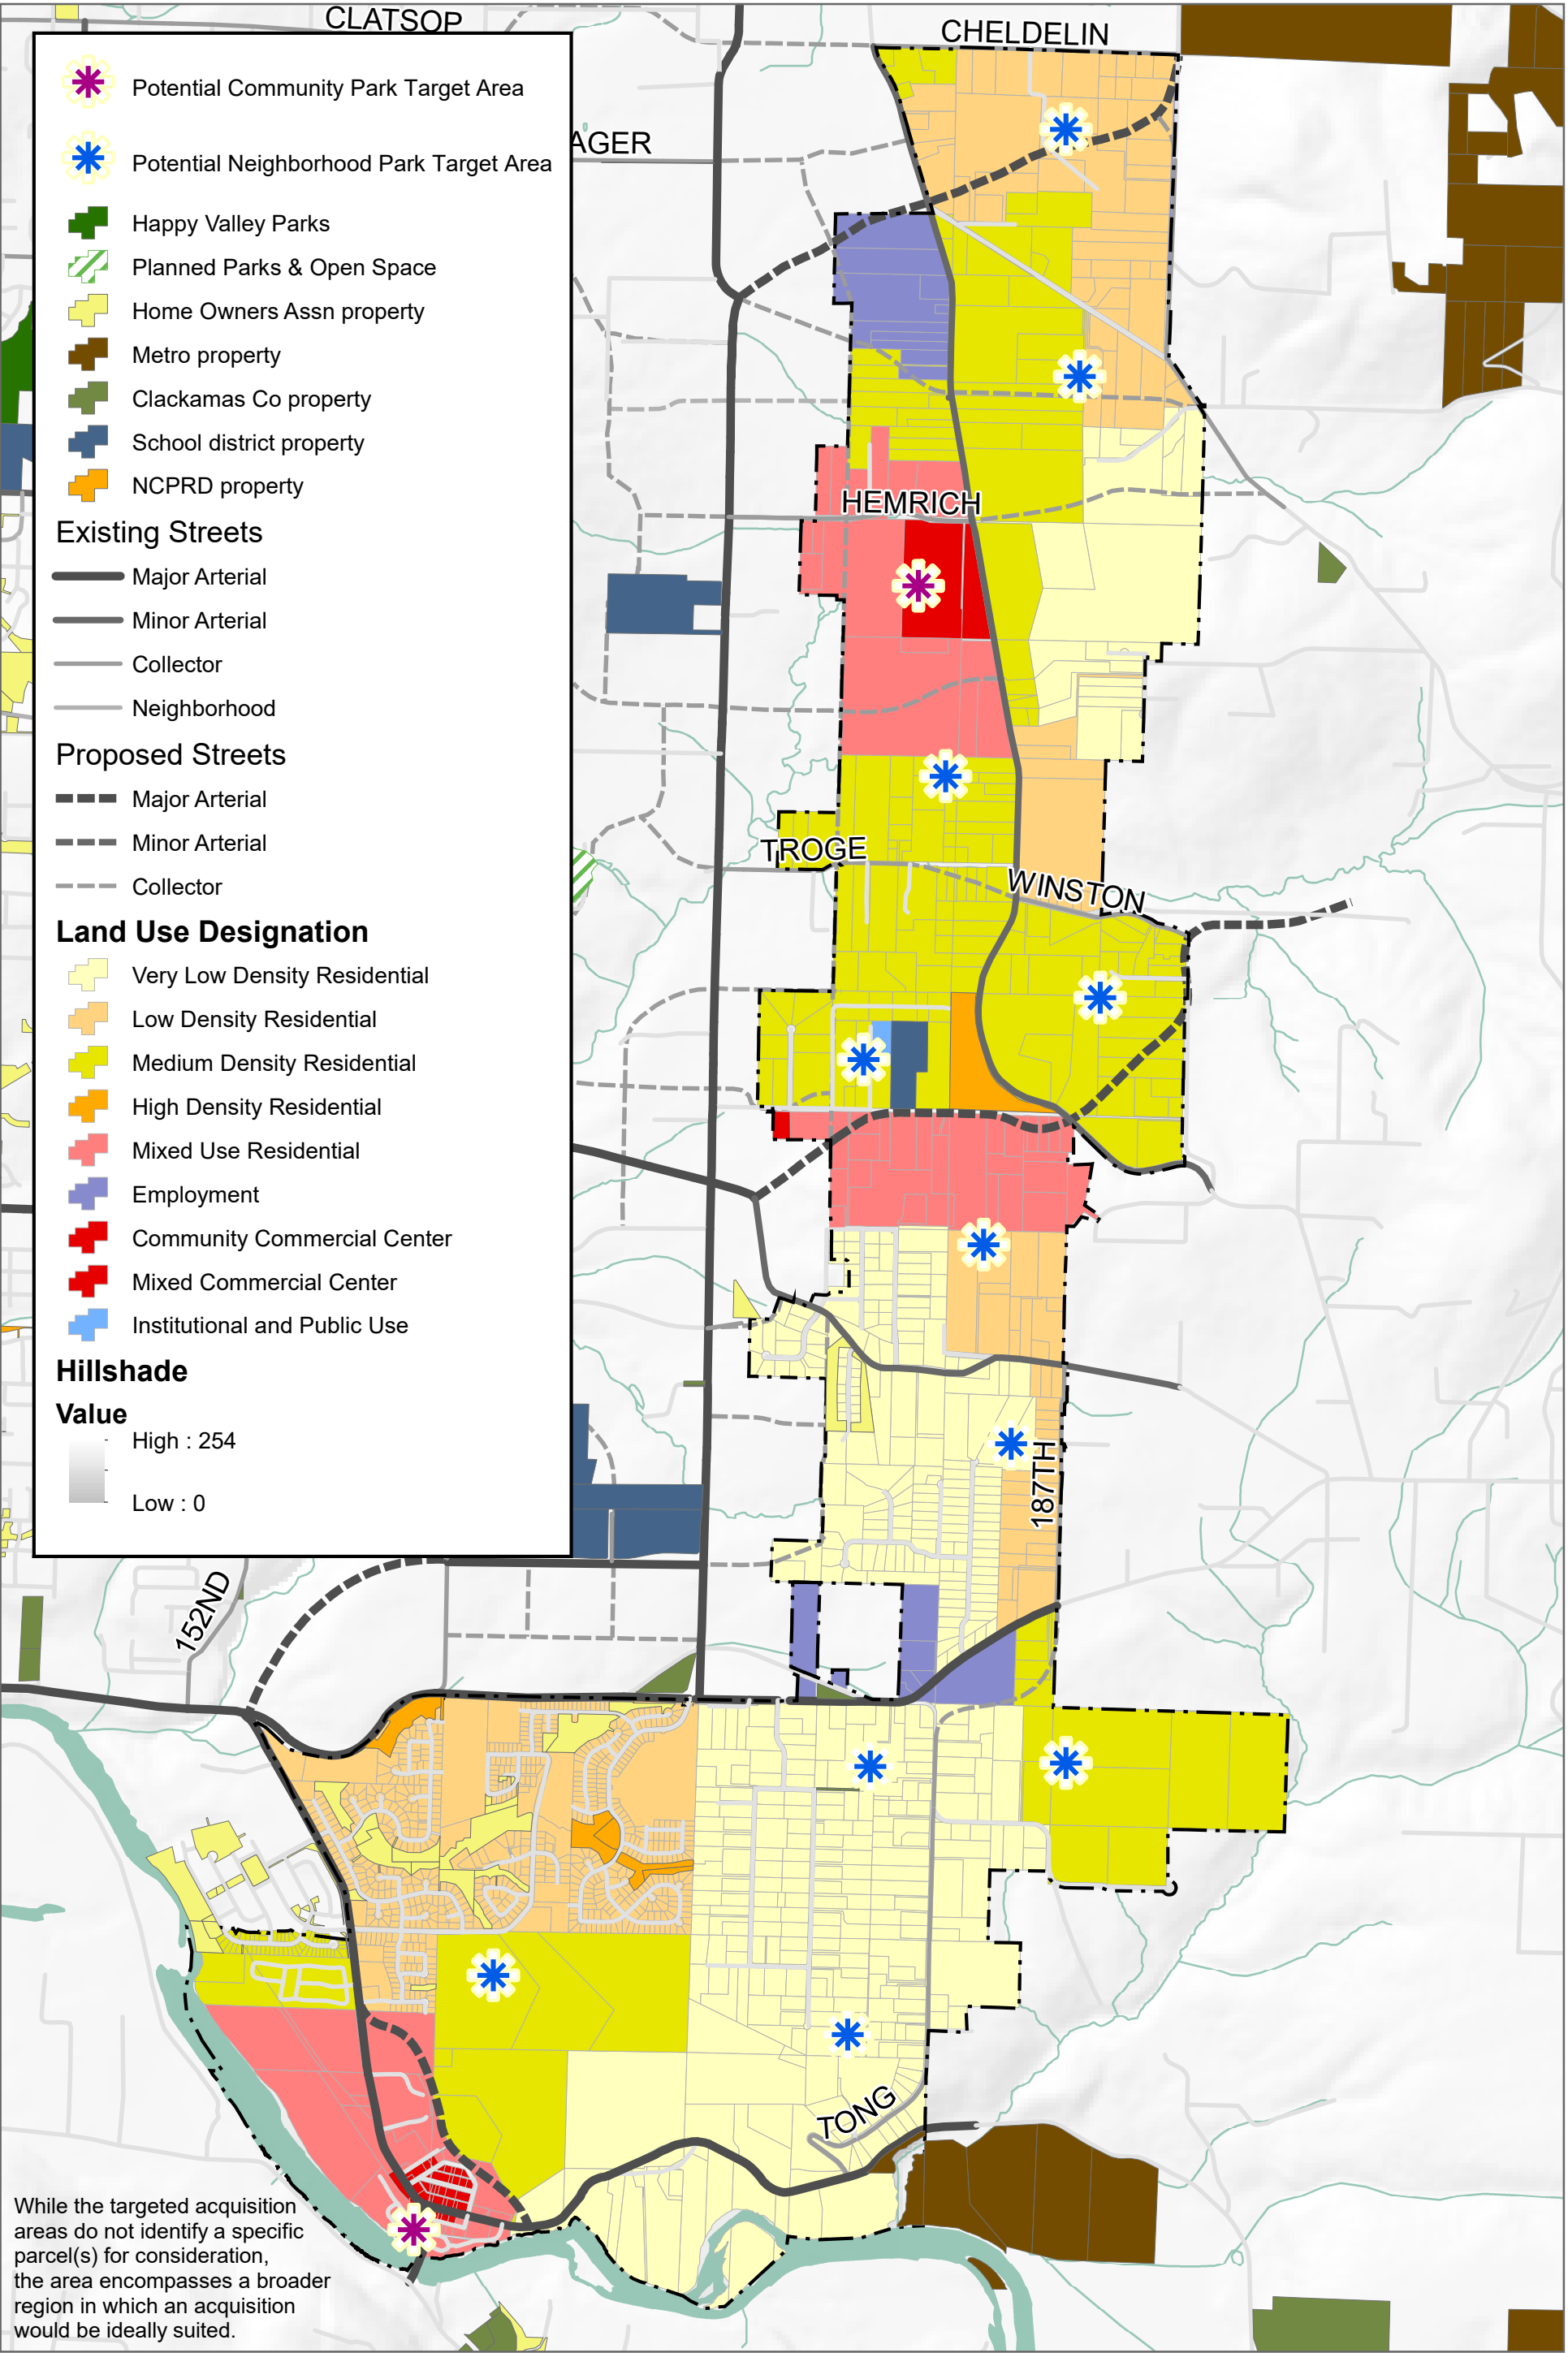 CLATSOP
CHELDELIN
Potential Community Park Target Area
AGER
Potential Neighborhood Park Target Area
Happy Valley Parks
Planned Parks & Open Space
Home Owners Assn property
Metro property
Clackamas Co property
School district property
NCPRD property
HEMRICH
Existing Streets
Major Arterial
Minor Arterial
Collector
Neighborhood
Proposed Streets
Major Arterial
Minor Arterial
TROGE
Collector
WINSTON
Land Use Designation
Very Low Density Residential
Low Density Residential
Medium Density Residential
High Density Residential
Mixed Use Residential
Employment
Community Commercial Center
Mixed Commercial Center
Institutional and Public Use
Hillshade
Value
High : 254
Low : 0
187TH
152ND
TONG
While the targeted acquisition
areas do not identify a specific
parcel(s) for consideration,
the area encompasses a broader
region in which an acquisition
would be ideally suited.